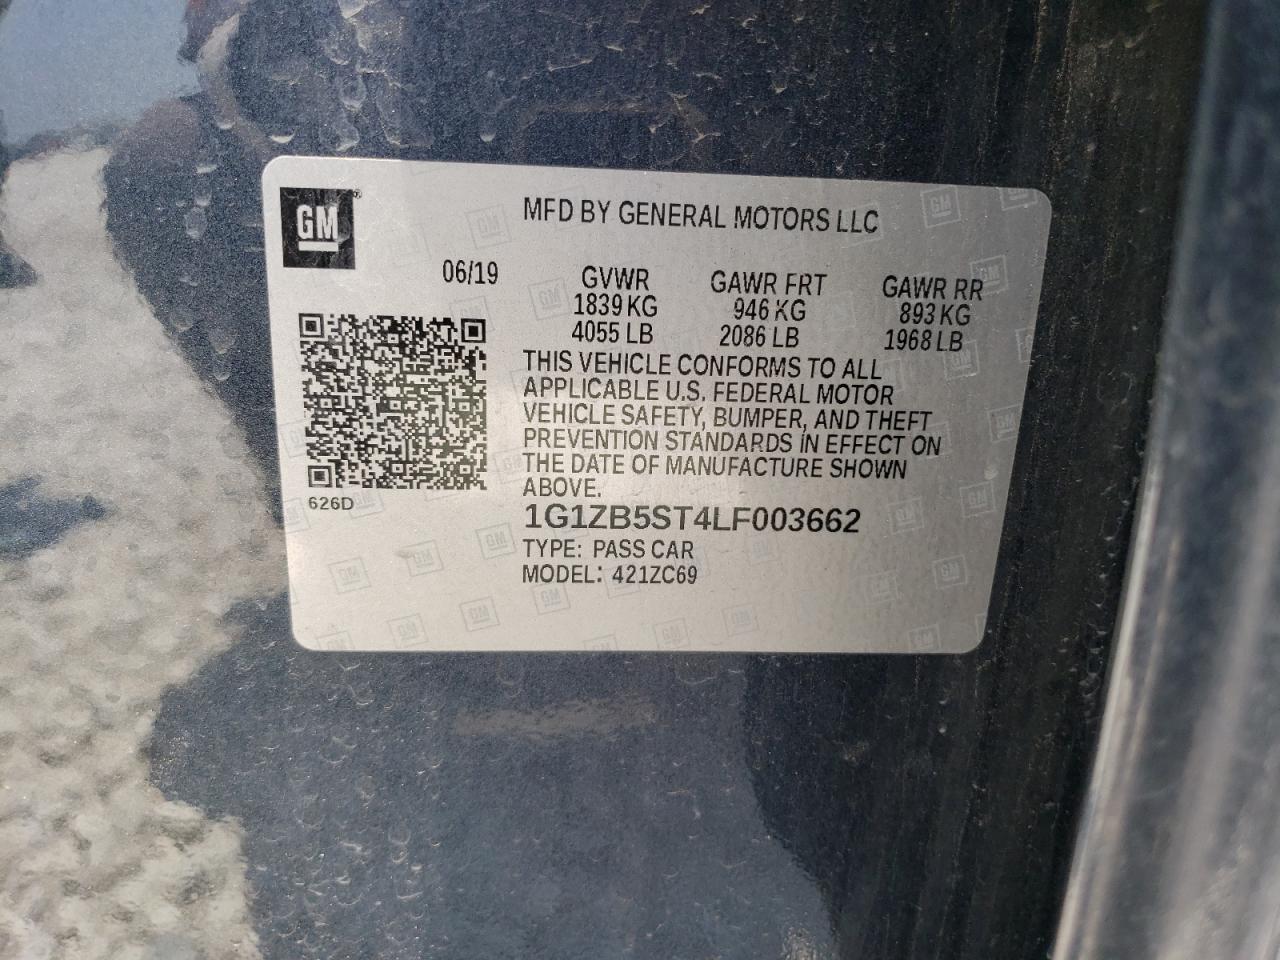 GM®
MFD BY GENERAL MOTORS LLC
06/19
GVWR GAWR FRT GAWR RR
1839 KG 946 KG 893 KG
4055 LB 2086 LB 1968 LB
THIS VEHICLE CONFORMS TO ALL
APPLICABLE U.S. FEDERAL MOTOR
VEHICLE SAFETY, BUMPER, AND THEFT
PREVENTION STANDARDS IN EFFECT ON
THE DATE OF MANUFACTURE SHOWN
ABOVE.
626D
1G1ZB5ST4LF003662
TYPE: PASS CAR
MODEL: 421ZC69